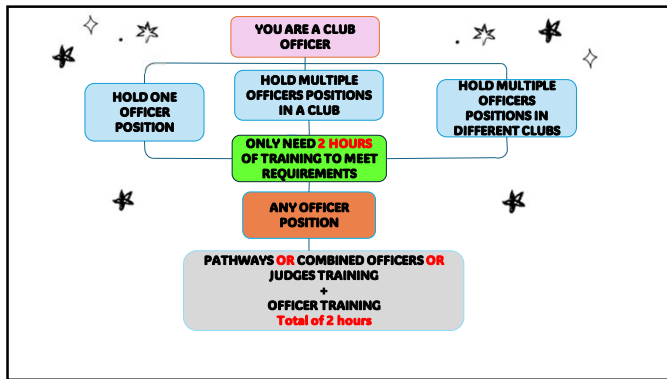 YOU ARE A CLUB
OFFICER
HOLD ONE
OFFICER
POSITION
HOLD MULTIPLE
OFFICERS POSITIONS
IN A CLUB
HOLD MULTIPLE
OFFICERS
POSITIONS IN
DIFFERENT CLUBS
ONLY NEED 2 HOURS
OF TRAINING TO MEET
REQUIREMENTS
ANY OFFICER
POSITION
PATHWAYS OR COMBINED OFFICERS OR
JUDGES TRAINING
+
OFFICER TRAINING
Total of 2 hours